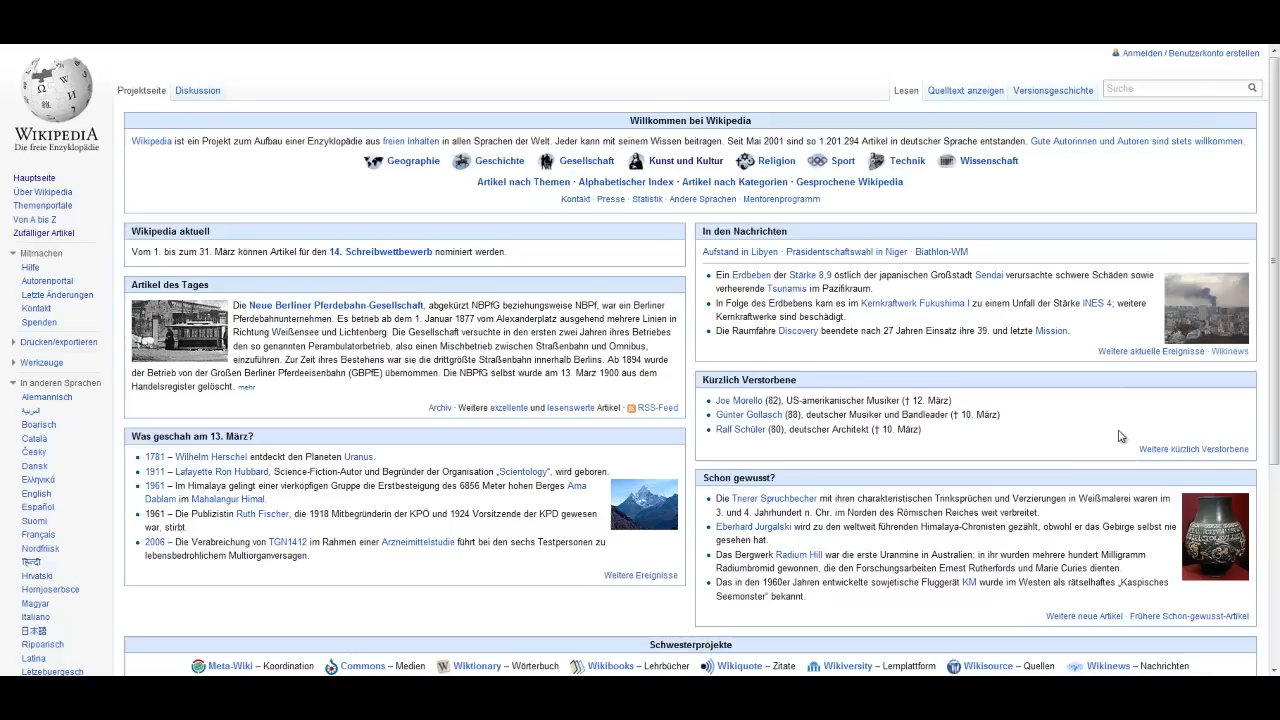 Anmelden / Benutzerkonto erstellen
Projektseite Diskussion
Lesen Quelltext anzeigen Versionsgeschichte Suche
WIKIPEDIA
Die freie Enzyklopädie
Hauptseite
Über Wikipedia
Themenportale
Von A bis Z
Zufälliger Artikel
Mitmachen
Hilfe
Autorenportal
Letzte Änderungen
Kontakt
Spenden
Drucken/exportieren
Werkzeuge
In anderen Sprachen
Alemannisch
العربية
Boarisch
Català
Česky
Dansk
Ελληνικά
English
Español
Suomi
Français
Nordfriisk
हिन्दी
Hrvatski
Hornjoserbsce
Magyar
Italiano
日本語
Ripoarisch
Latina
Lëtzebuergesch
Willkommen bei Wikipedia
Wikipedia ist ein Projekt zum Aufbau einer Enzyklopädie aus freien Inhalten in allen Sprachen der Welt. Jeder kann mit seinem Wissen beitragen. Seit Mai 2001 sind so 1.201.294 Artikel in deutscher Sprache entstanden. Gute Autorinnen und Autoren sind stets willkommen.
Geographie Geschichte Gesellschaft Kunst und Kultur Religion Sport Technik Wissenschaft
Artikel nach Themen · Alphabetischer Index · Artikel nach Kategorien · Gesprochene Wikipedia
Kontakt · Presse · Statistik · Andere Sprachen · Mentorenprogramm
Wikipedia aktuell
Vom 1. bis zum 31. März können Artikel für den 14. Schreibwettbewerb nominiert werden.
Artikel des Tages
Die Neue Berliner Pferdebahn-Gesellschaft, abgekürzt NBPfG beziehungsweise NBPf, war ein Berliner
Pferdebahnunternehmen. Es betrieb ab dem 1. Januar 1877 vom Alexanderplatz ausgehend mehrere Linien in
Richtung Weißensee und Lichtenberg. Die Gesellschaft versuchte in den ersten zwei Jahren ihres Betriebes
den so genannten Perambulatorbetrieb, also einen Mischbetrieb zwischen Straßenbahn und Omnibus,
einzuführen. Zur Zeit ihres Bestehens war sie die drittgrößte Straßenbahn innerhalb Berlins. Ab 1894 wurde
der Betrieb von der Großen Berliner Pferdeeisenbahn (GBPfE) übernommen. Die NBPfG selbst wurde am 13. März 1900 aus dem
Handelsregister gelöscht. mehr
Archiv · Weitere exzellente und lesenswerte Artikel · RSS-Feed
Was geschah am 13. März?
1781 – Wilhelm Herschel entdeckt den Planeten Uranus.
1911 – Lafayette Ron Hubbard, Science-Fiction-Autor und Begründer der Organisation „Scientology", wird geboren.
1961 – Im Himalaya gelingt einer vierköpfigen Gruppe die Erstbesteigung des 6856 Meter hohen Berges Ama
Dablam im Mahalangur Himal.
1961 – Die Publizistin Ruth Fischer, die 1918 Mitbegründerin der KPÖ und 1924 Vorsitzende der KPD gewesen
war, stirbt.
2006 – Die Verabreichung von TGN1412 im Rahmen einer Arzneimittelstudie führt bei den sechs Testpersonen zu
lebensbedrohlichem Multiorganversagen.
Weitere Ereignisse
In den Nachrichten
Aufstand in Libyen · Präsidentschaftswahl in Niger · Biathlon-WM
Ein Erdbeben der Stärke 8,9 östlich der japanischen Großstadt Sendai verursachte schwere Schäden sowie
verheerende Tsunamis im Pazifikraum.
In Folge des Erdbebens kam es im Kernkraftwerk Fukushima I zu einem Unfall der Stärke INES 4; weitere
Kernkraftwerke sind beschädigt.
Die Raumfähre Discovery beendete nach 27 Jahren Einsatz ihre 39. und letzte Mission.
Weitere aktuelle Ereignisse · Wikinews
Kürzlich Verstorbene
Joe Morello (82), US-amerikanischer Musiker († 12. März)
Günter Gollasch (88), deutscher Musiker und Bandleader († 10. März)
Ralf Schüler (80), deutscher Architekt († 10. März)
Weitere kürzlich Verstorbene
Schon gewusst?
Die Trierer Spruchbecher mit ihren charakteristischen Trinksprüchen und Verzierungen in Weißmalerei waren im
3. und 4. Jahrhundert n. Chr. im Norden des Römischen Reiches weit verbreitet.
Eberhard Jurgalski wird zu den weltweit führenden Himalaya-Chronisten gezählt, obwohl er das Gebirge selbst nie
gesehen hat.
Das Bergwerk Radium Hill war die erste Uranmine in Australien; in ihr wurden mehrere hundert Milligramm
Radiumbromid gewonnen, die den Forschungsarbeiten Ernest Rutherfords und Marie Curies dienten.
Das in den 1960er Jahren entwickelte sowjetische Fluggerät KM wurde im Westen als rätselhaftes „Kaspisches
Seemonster" bekannt.
Weitere neue Artikel · Frühere Schon-gewusst-Artikel
Schwesterprojekte
Meta-Wiki – Koordination Commons – Medien Wiktionary – Wörterbuch Wikibooks – Lehrbücher Wikiquote – Zitate Wikiversity – Lernplattform Wikisource – Quellen Wikinews – Nachrichten